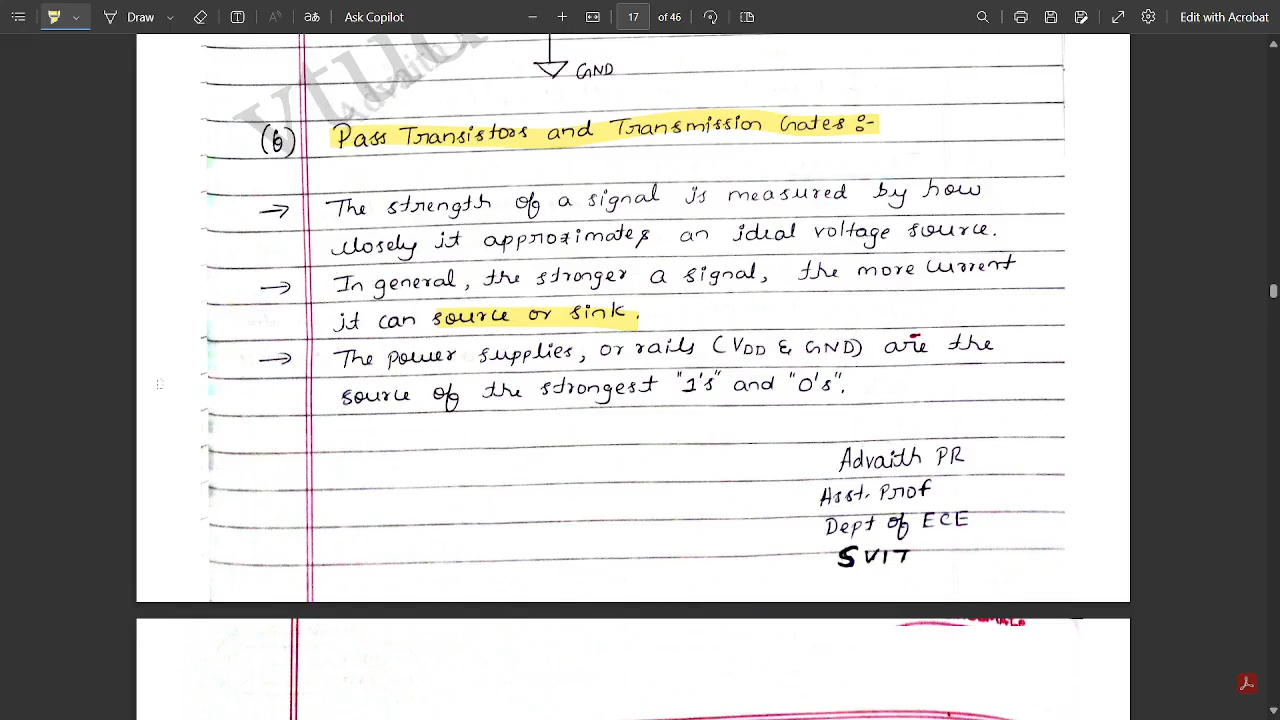 Draw
Ask Copilot
17
of 46
Edit with Acrobat
GND
(6) Pass Transistors and Transmission Gates :-
→ The strength of a signal is measured by how
closely it approximates an ideal voltage source.
→ In general, the stronger a signal, the more current
it can source or sink.
→ The power supplies, or rails (VDD & GND) are the
source of the strongest "1's" and "0's".
Advaith PR
Asst. Prof
Dept of ECE
SVIT